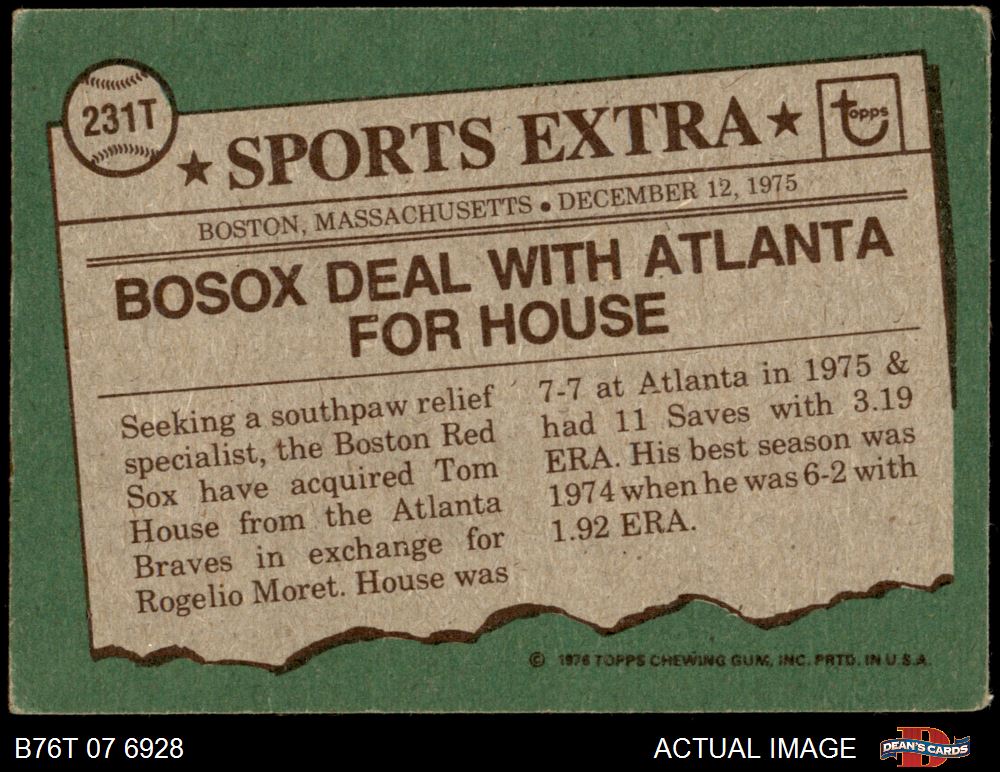 231T
★ SPORTS EXTRA ★
topps
BOSTON, MASSACHUSETTS • DECEMBER 12, 1975
BOSOX DEAL WITH ATLANTA
FOR HOUSE
Seeking a southpaw relief
specialist, the Boston Red
Sox have acquired Tom
House from the Atlanta
Braves in exchange for
Rogelio Moret. House was
7-7 at Atlanta in 1975 &
had 11 Saves with 3.19
ERA. His best season was
1974 when he was 6-2 with
1.92 ERA.
© 1976 TOPPS CHEWING GUM, INC. PRTD. IN U.S.A.
B76T 07 6928
ACTUAL IMAGE
DEAN'S CARDS